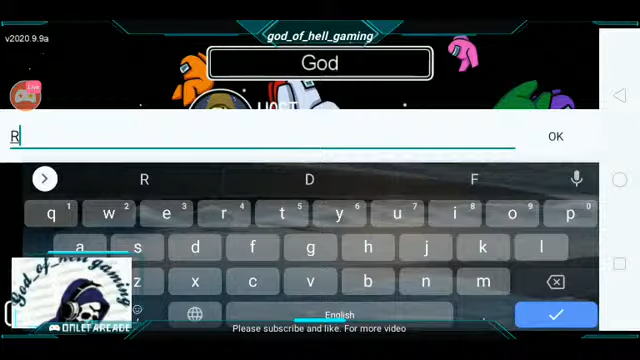 god_of_hell_gaming
v2020.9.9a
God
Live
HOST
R
OK
R D F
q 1 w 2 e 3 r 4 t 5 y 6 u 7 i 8 o 9 p 0
a s d f g h j k l
z x c v b n m
God_of_hell gaming
OMLET ARCADE
English .
Please subscribe and like. For more video